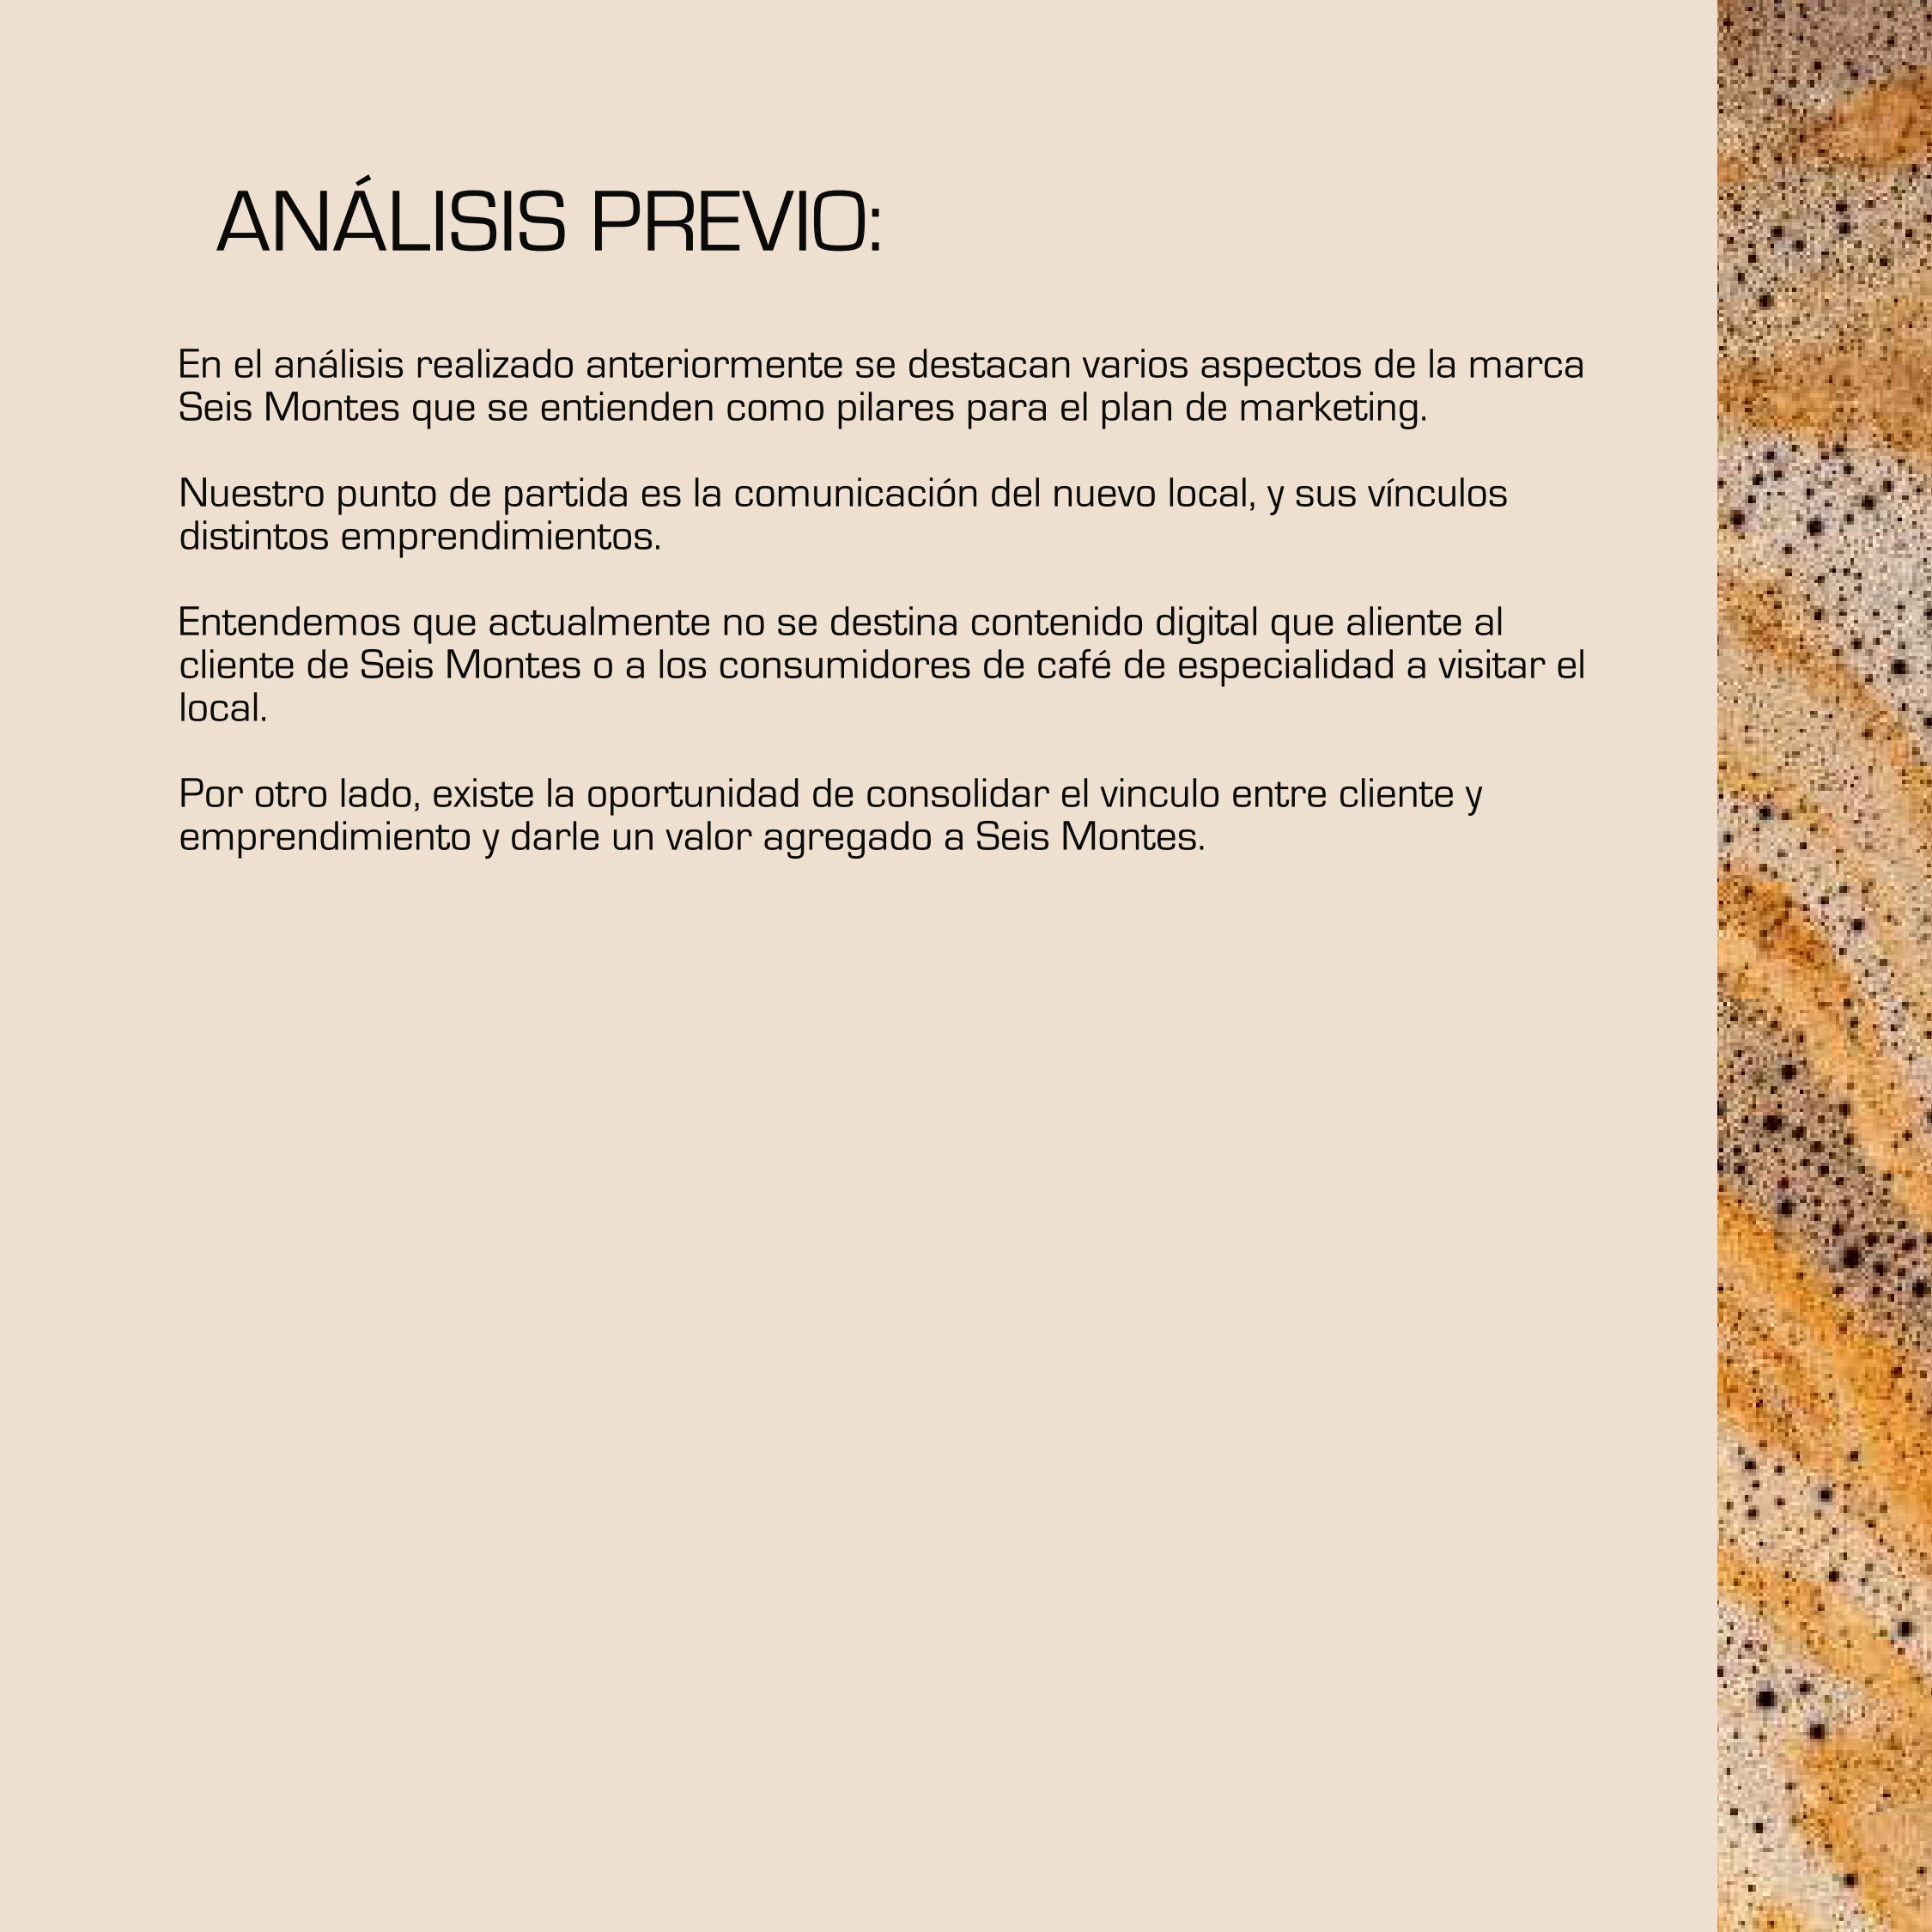 ANÁLISIS PREVIO:
En el análisis realizado anteriormente se destacan varios aspectos de la marca
Seis Montes que se entienden como pilares para el plan de marketing.
Nuestro punto de partida es la comunicación del nuevo local, y sus vínculos
distintos emprendimientos.
Entendemos que actualmente no se destina contenido digital que aliente al
cliente de Seis Montes o a los consumidores de café de especialidad a visitar el
local.
Por otro lado, existe la oportunidad de consolidar el vinculo entre cliente y
emprendimiento y darle un valor agregado a Seis Montes.